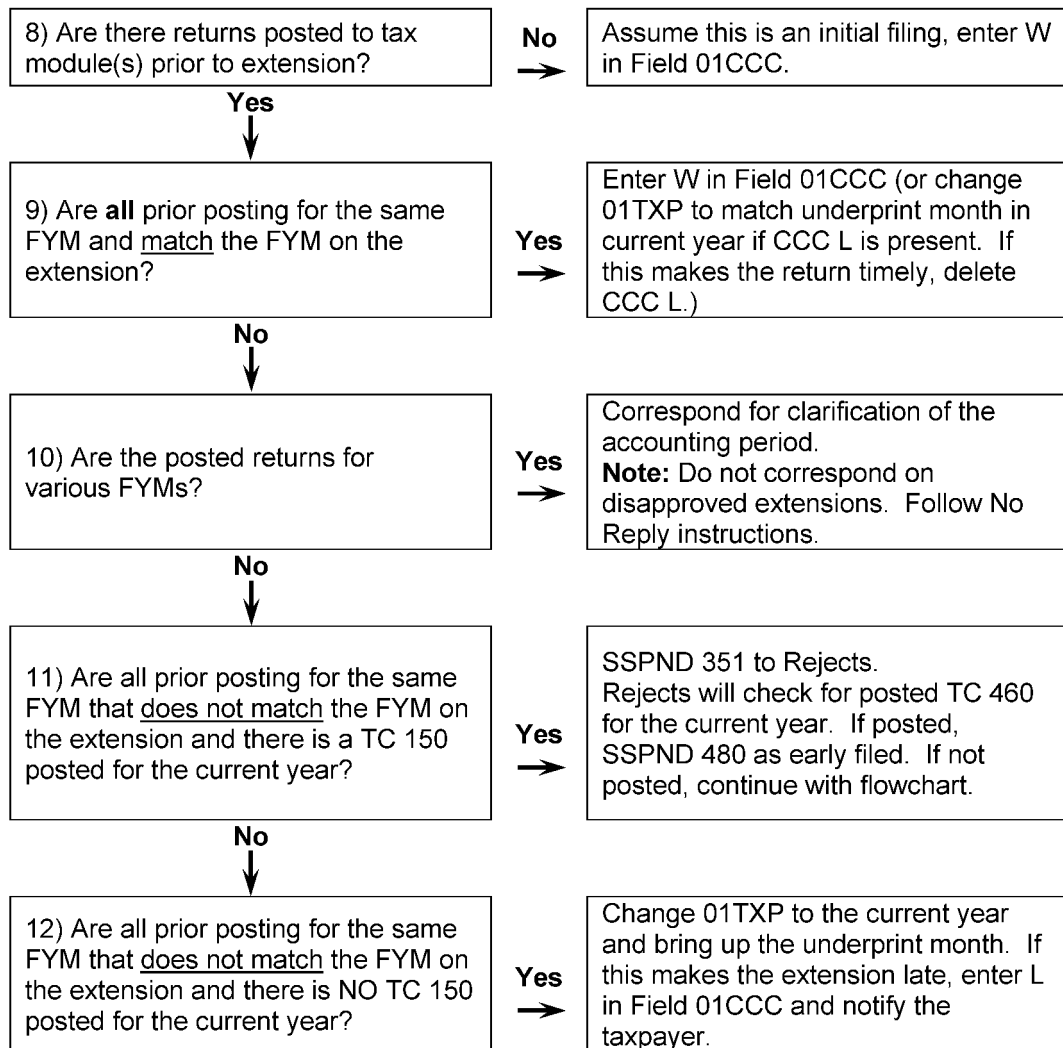 8) Are there returns posted to tax
module(s) prior to extension?
No
Assume this is an initial filing, enter W
in Field 01CCC.
Yes
9) Are all prior posting for the same
FYM and match the FYM on the
extension?
Yes
Enter W in Field 01CCC (or change
01TXP to match underprint month in
current year if CCC L is present.  If
this makes the return timely, delete
CCC L.)
No
10) Are the posted returns for
various FYMs?
Yes
Correspond for clarification of the
accounting period.
Note: Do not correspond on
disapproved extensions.  Follow No
Reply instructions.
No
11) Are all prior posting for the same
FYM that does not match the FYM on
the extension and there is a TC 150
posted for the current year?
Yes
SSPND 351 to Rejects.
Rejects will check for posted TC 460
for the current year.  If posted,
SSPND 480 as early filed.  If not
posted, continue with flowchart.
No
12) Are all prior posting for the same
FYM that does not match the FYM on
the extension and there is NO TC 150
posted for the current year?
Yes
Change 01TXP to the current year
and bring up the underprint month.  If
this makes the extension late, enter L
in Field 01CCC and notify the
taxpayer.